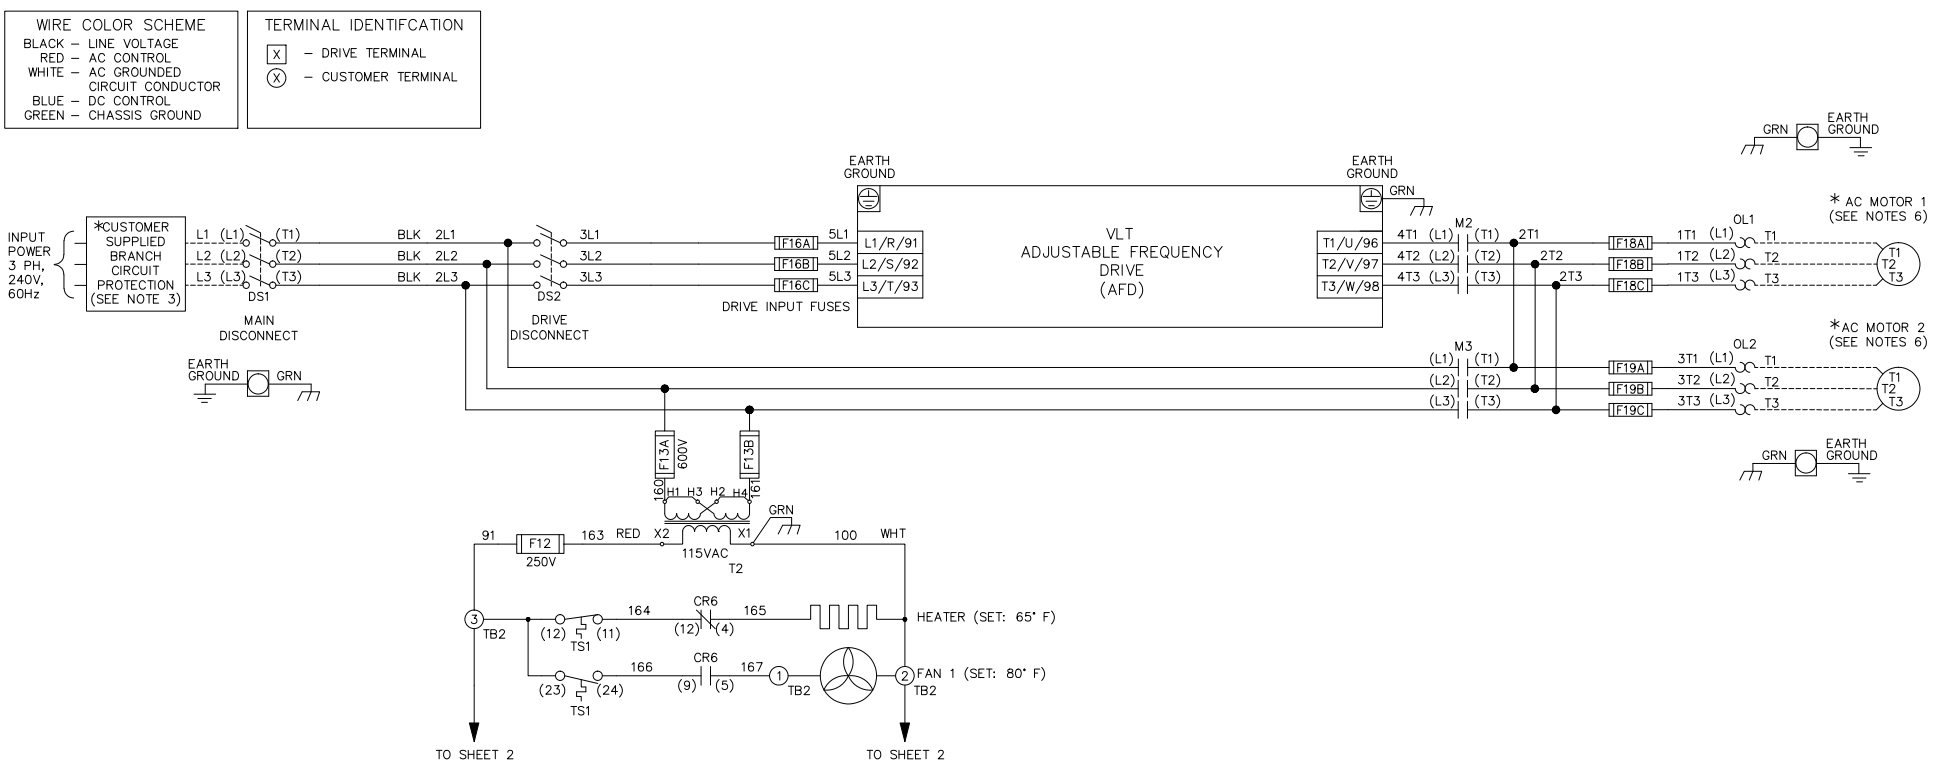 WIRE COLOR SCHEME
BLACK – LINE VOLTAGE
RED – AC CONTROL
WHITE – AC GROUNDED
CIRCUIT CONDUCTOR
BLUE – DC CONTROL
GREEN – CHASSIS GROUND
TERMINAL IDENTIFCATION
X – DRIVE TERMINAL
X – CUSTOMER TERMINAL
INPUT
POWER
3 PH,
240V,
60Hz
*CUSTOMER
SUPPLIED
BRANCH
CIRCUIT
PROTECTION
(SEE NOTE 3)
L1 (L1) (T1)
L2 (L2) (T2)
L3 (L3) (T3)
DS1
MAIN
DISCONNECT
EARTH
GROUND
GRN
BLK 2L1
BLK 2L2
BLK 2L3
3L1
3L2
3L3
DS2
DRIVE
DISCONNECT
F16A
F16B
F16C
5L1
5L2
5L3
DRIVE INPUT FUSES
EARTH
GROUND
L1/R/91
L2/S/92
L3/T/93
VLT
ADJUSTABLE FREQUENCY
DRIVE
(AFD)
EARTH
GROUND
GRN
T1/U/96
T2/V/97
T3/W/98
M2
4T1 (L1) (T1) 2T1
4T2 (L2) (T2) 2T2
4T3 (L3) (T3) 2T3
F18A
F18B
F18C
OL1
1T1 (L1) T1
1T2 (L2) T2
1T3 (L3) T3
GRN
EARTH
GROUND
* AC MOTOR 1
(SEE NOTES 6)
T1
T2
T3
M3
(L1) (T1)
(L2) (T2)
(L3) (T3)
F19A
F19B
F19C
OL2
3T1 (L1) T1
3T2 (L2) T2
3T3 (L3) T3
*AC MOTOR 2
(SEE NOTES 6)
T1
T2
T3
GRN
EARTH
GROUND
F13A
600V
F13B
160
161
H1 H3 H2 H4
GRN
91
F12
250V
163 RED X2
X1
115VAC
T2
100 WHT
3
TB2
(12) (11)
TS1
164
CR6
(12) (4)
165
HEATER (SET: 65° F)
(23) (24)
TS1
166
CR6
(9) (5)
167
1
TB2
2
TB2
FAN 1 (SET: 80° F)
TO SHEET 2
TO SHEET 2